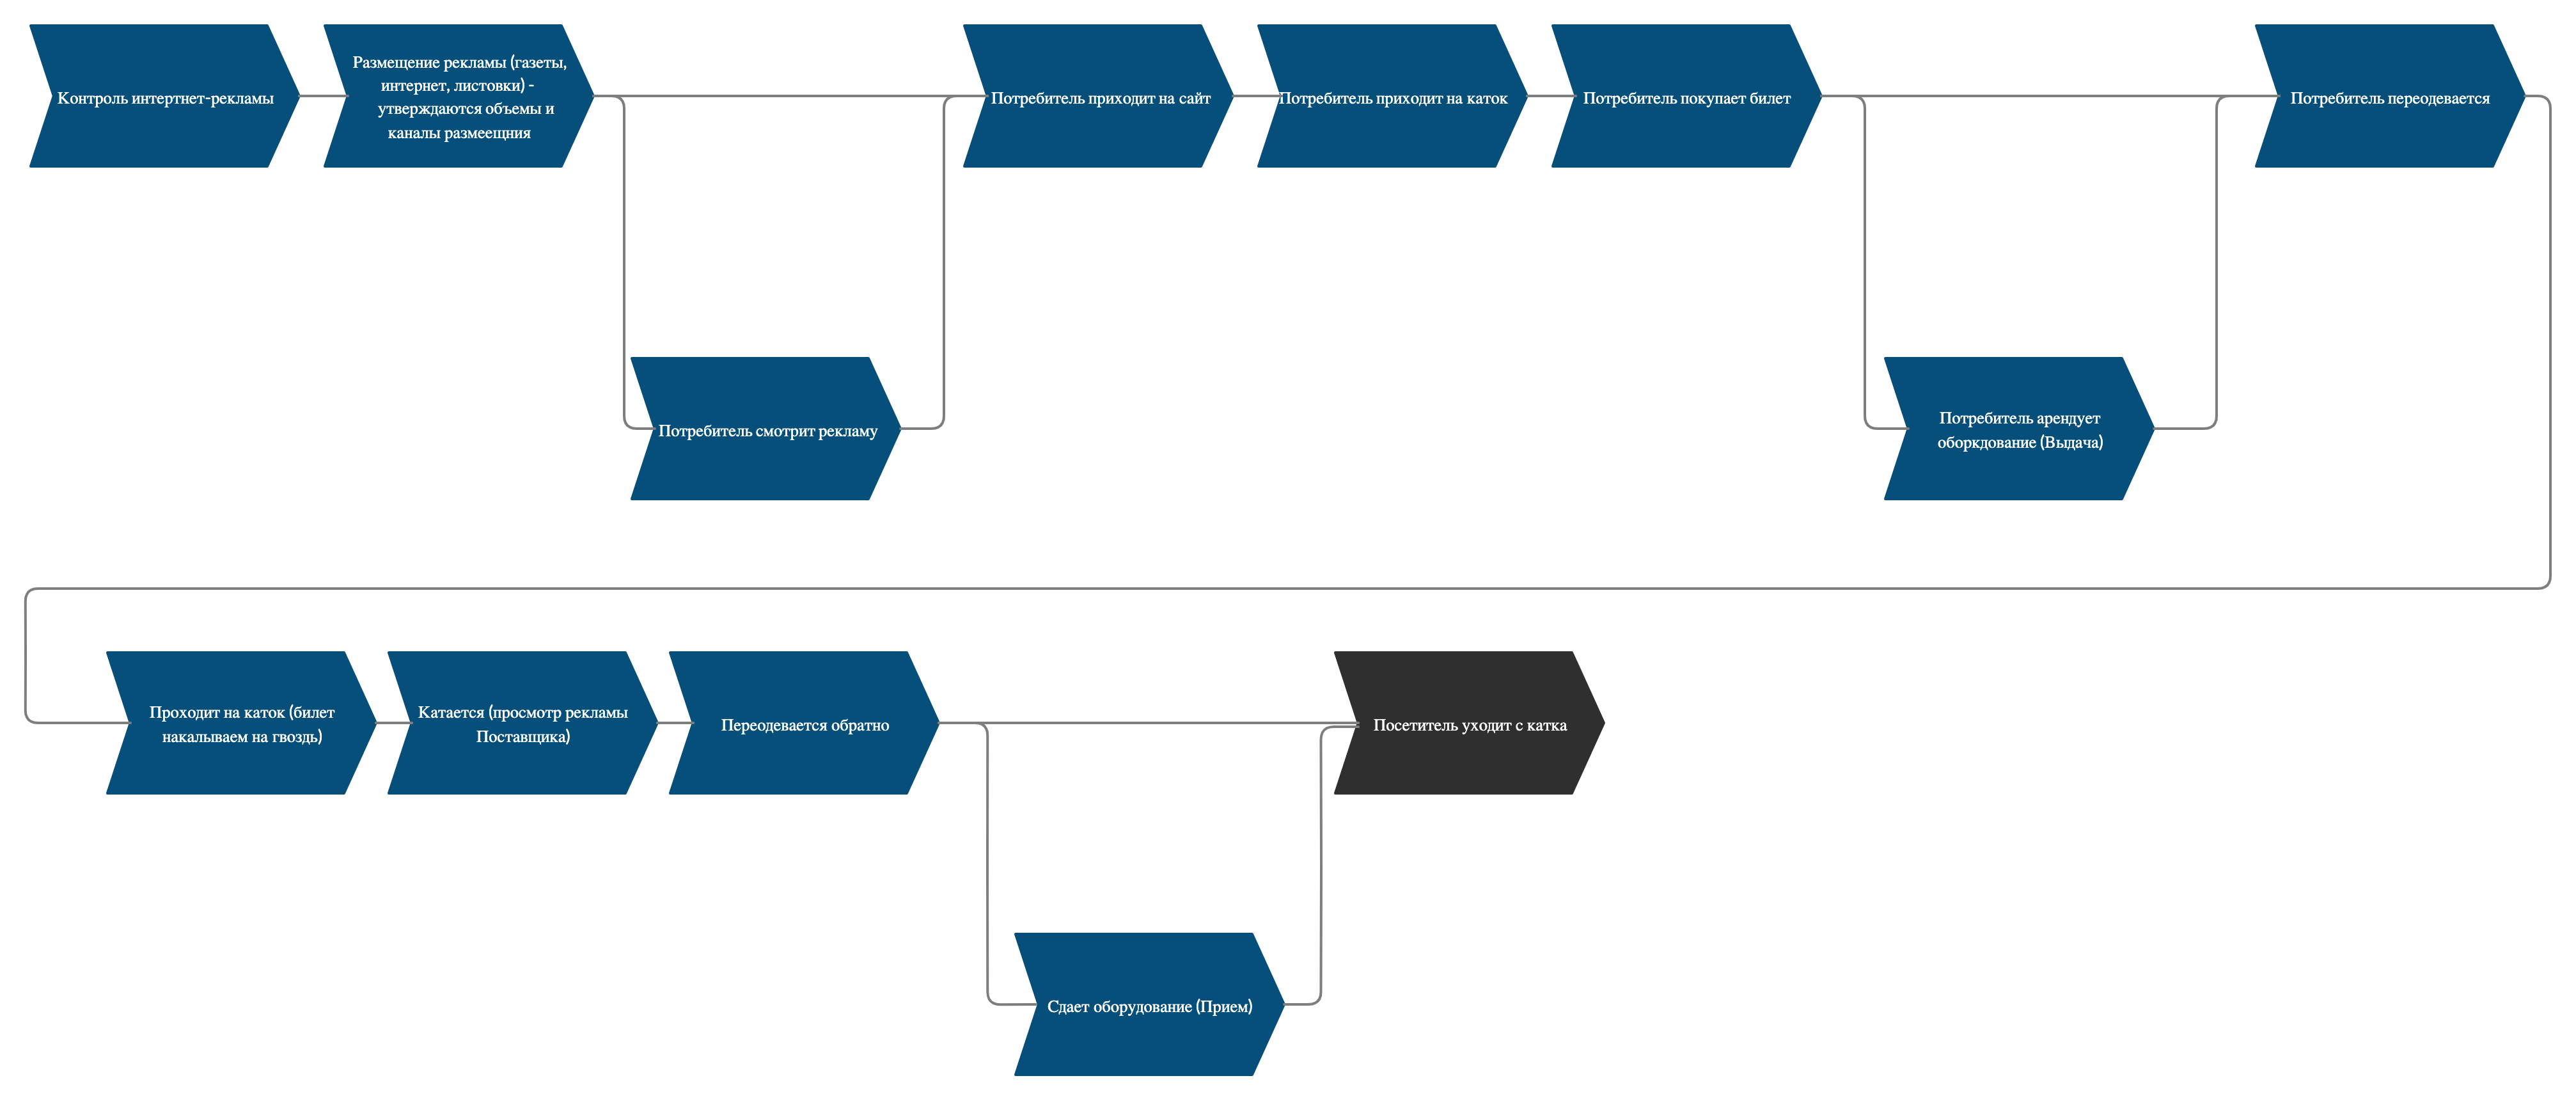 Контроль интертнет-рекламы
Размещение рекламы (газеты,
интернет, листовки) -
утверждаются объемы и
каналы размеещния
Потребитель приходит на сайт
Потребитель приходит на каток
Потребитель покупает билет
Потребитель переодевается
Потребитель смотрит рекламу
Потребитель арендует
оборкдование (Выдача)
Проходит на каток (билет
накалываем на гвоздь)
Катается (просмотр рекламы
Поставщика)
Переодевается обратно
Посетитель уходит с катка
Сдает оборудование (Прием)